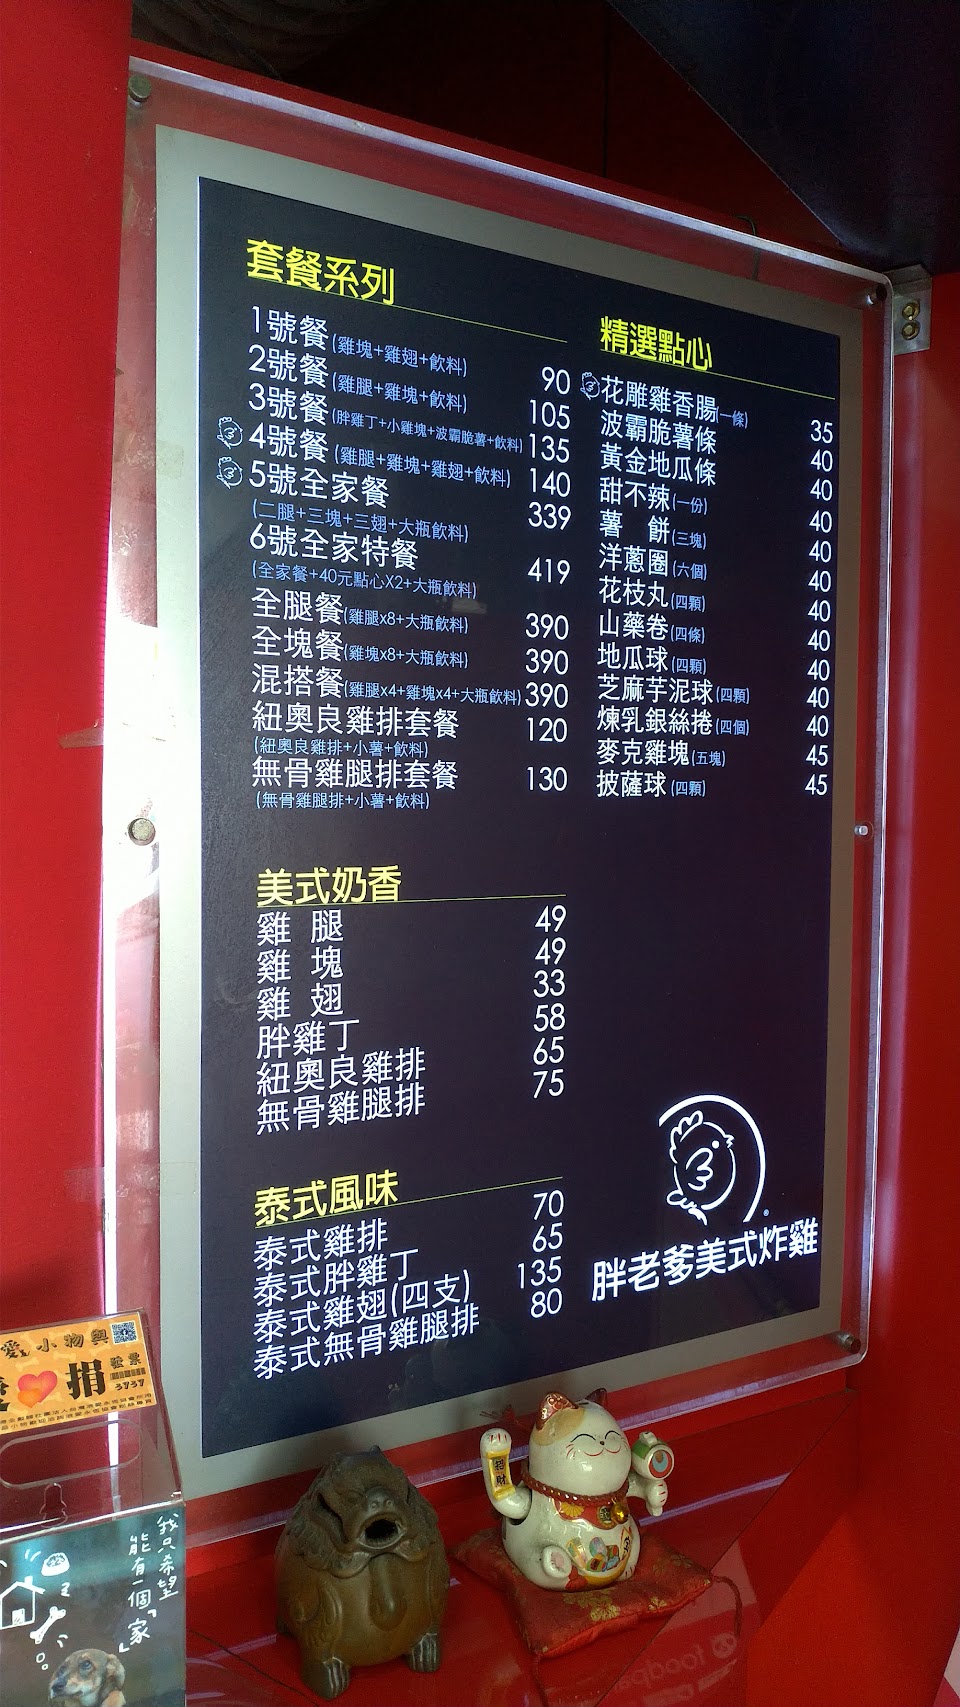 套餐系列
1號餐(雞塊+雞翅+飲料) 90
2號餐(雞腿+雞塊+飲料) 105
3號餐(胖雞丁+小雞塊+波霸脆薯+飲料) 135
4號餐(雞腿+雞塊+雞翅+飲料) 140
5號全家餐 339
(二腿+三塊+三翅+大瓶飲料)
6號全家特餐 419
(全家餐+40元點心X2+大瓶飲料)
全腿餐(雞腿x8+大瓶飲料) 390
全塊餐(雞塊x8+大瓶飲料) 390
混搭餐(雞腿x4+雞塊x4+大瓶飲料) 390
紐奧良雞排套餐 120
(紐奧良雞排+小薯+飲料)
無骨雞腿排套餐 130
(無骨雞腿排+小薯+飲料)
美式奶香
雞 腿 49
雞 塊 49
雞 翅 33
胖雞丁 58
紐奧良雞排 65
無骨雞腿排 75
泰式風味
泰式雞排 70
泰式胖雞丁 65
泰式雞翅(四支) 135
泰式無骨雞腿排 80
精選點心
花雕雞香腸(一條) 35
波霸脆薯條 40
黃金地瓜條 40
甜不辣(一份) 40
薯 餅(三塊) 40
洋蔥圈(六個) 40
花枝丸(四顆) 40
山藥卷(四條) 40
地瓜球(四顆) 40
芝麻芋泥球(四顆) 40
煉乳銀絲捲(四個) 40
麥克雞塊(五塊) 45
披薩球(四顆) 45
胖老爹美式炸雞
愛小物與
捐
發票
5757
我只希望
能有一個「家」
招財
foodpa